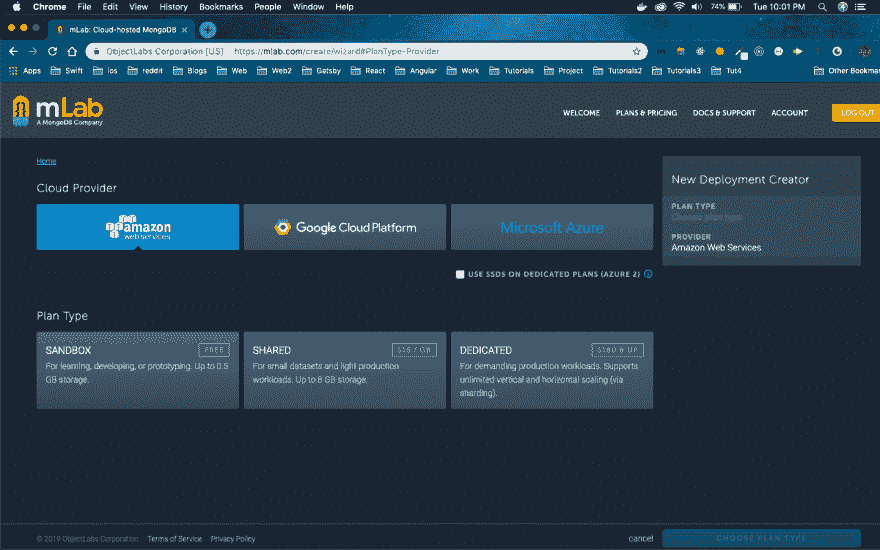 Chrome File Edit View History Bookmarks People Window Help 74% Tue 10:01 PM
mLab: Cloud-hosted MongoDB
ObjectLabs Corporation [US] https://mlab.com/create/wizard#PlanType-Provider
Apps Swift ios reddit Blogs Web Web2 Gatsby React Angular Work Tutorials Project Tutorials2 Tutorials3 Tut4 Other Bookmar
mLab
A MongoDB Company
WELCOME PLANS & PRICING DOCS & SUPPORT ACCOUNT LOG OUT
Home
Cloud Provider
amazon
web services
Google Cloud Platform
Microsoft Azure
USE SSDS ON DEDICATED PLANS (AZURE 2)
Plan Type
SANDBOX FREE
For learning, developing, or prototyping. Up to 0.5
GB storage.
SHARED $15 / GB
For small datasets and light production
workloads. Up to 8 GB storage.
DEDICATED $180 & UP
For demanding production workloads. Supports
unlimited vertical and horizontal scaling (via
sharding).
New Deployment Creator
PLAN TYPE
Choose plan type
PROVIDER
Amazon Web Services
© 2019 ObjectLabs Corporation Terms of Service Privacy Policy
cancel CHOOSE PLAN TYPE